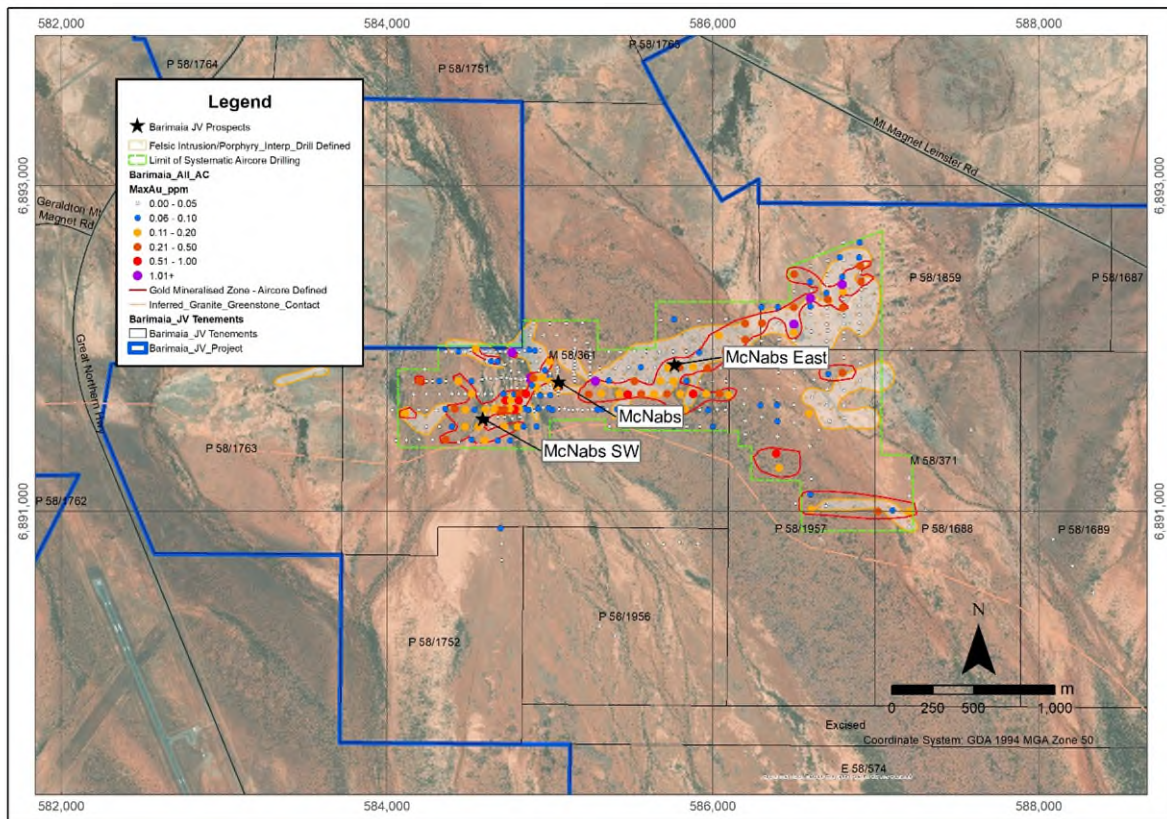 582,000
584,000
586,000
588,000
P 58/1765
P 58/1764
P 58/1751
Mt Magnet Leinster Rd
Legend
Barimaia JV Prospects
Felsic Intrusion/Porphyry_Interp_Drill Defined
Limit of Systematic Aircore Drilling
Barimaia_All_AC
MaxAu_ppm
0.00 - 0.05
0.06 - 0.10
0.11 - 0.20
0.21 - 0.50
0.51 - 1.00
1.01+
Gold Mineralised Zone - Aircore Defined
Inferred_Granite_Greenstone_Contact
Barimaia_JV Tenements
Barimaia_JV Tenements
Barimaia_JV_Project
6,893,000
6,893,000
Geraldton Mt
Magnet Rd
Great Northern Hwy
P 58/1859
P 58/1687
M 58/361
McNabs East
McNabs
McNabs SW
P 58/1763
M 58/371
P 58/1762
6,891,000
6,891,000
P 58/1957
P 58/1688
P 58/1689
P 58/1956
P 58/1752
N
m
0 250 500 1,000
Excised
Coordinate System: GDA 1994 MGA Zone 50
E 58/574
582,000
584,000
586,000
588,000